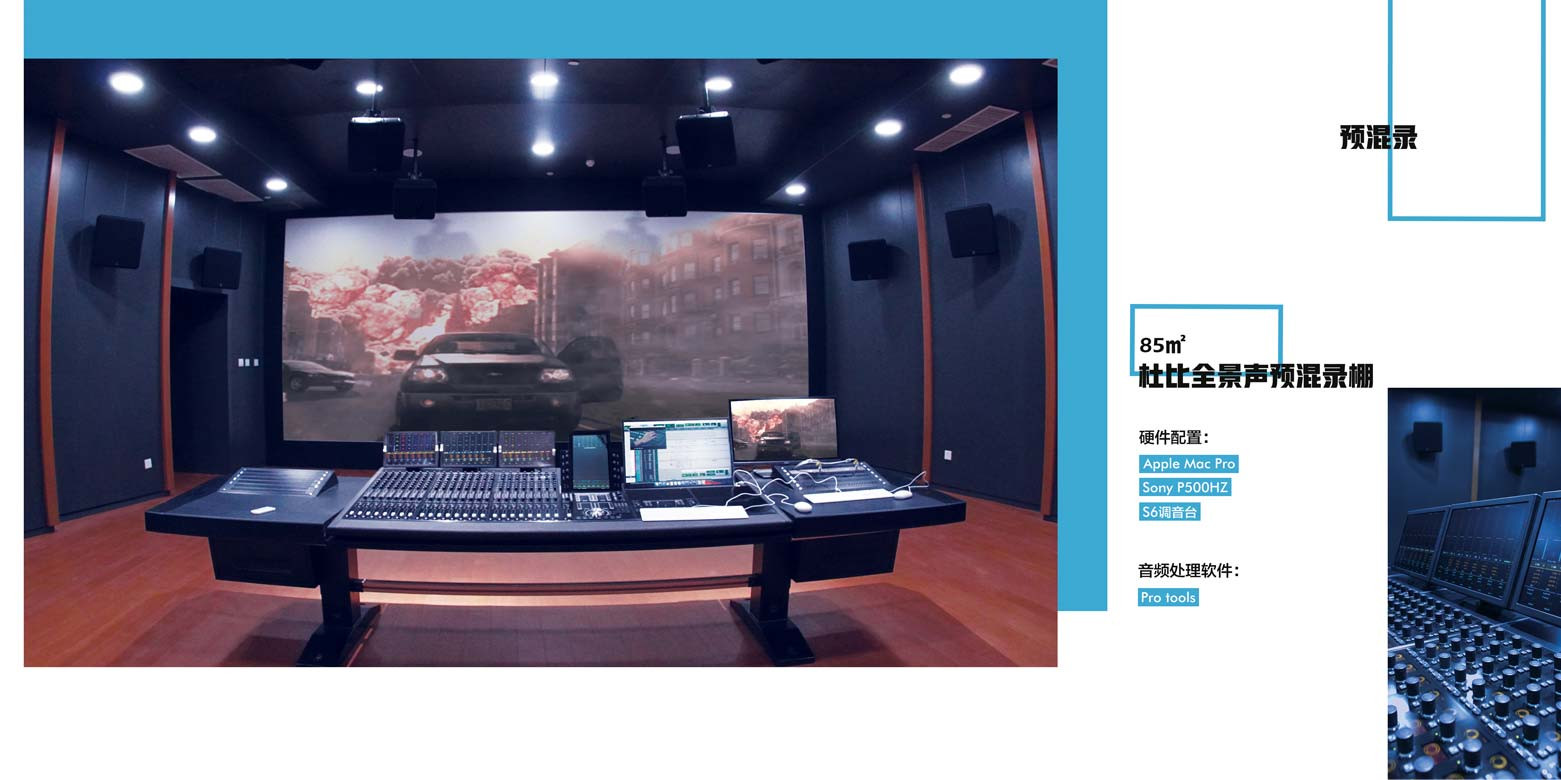 预混录
85㎡
杜比全景声预混录棚
硬件配置：
Apple Mac Pro
Sony P500HZ
S6调音台
音频处理软件：
Pro tools